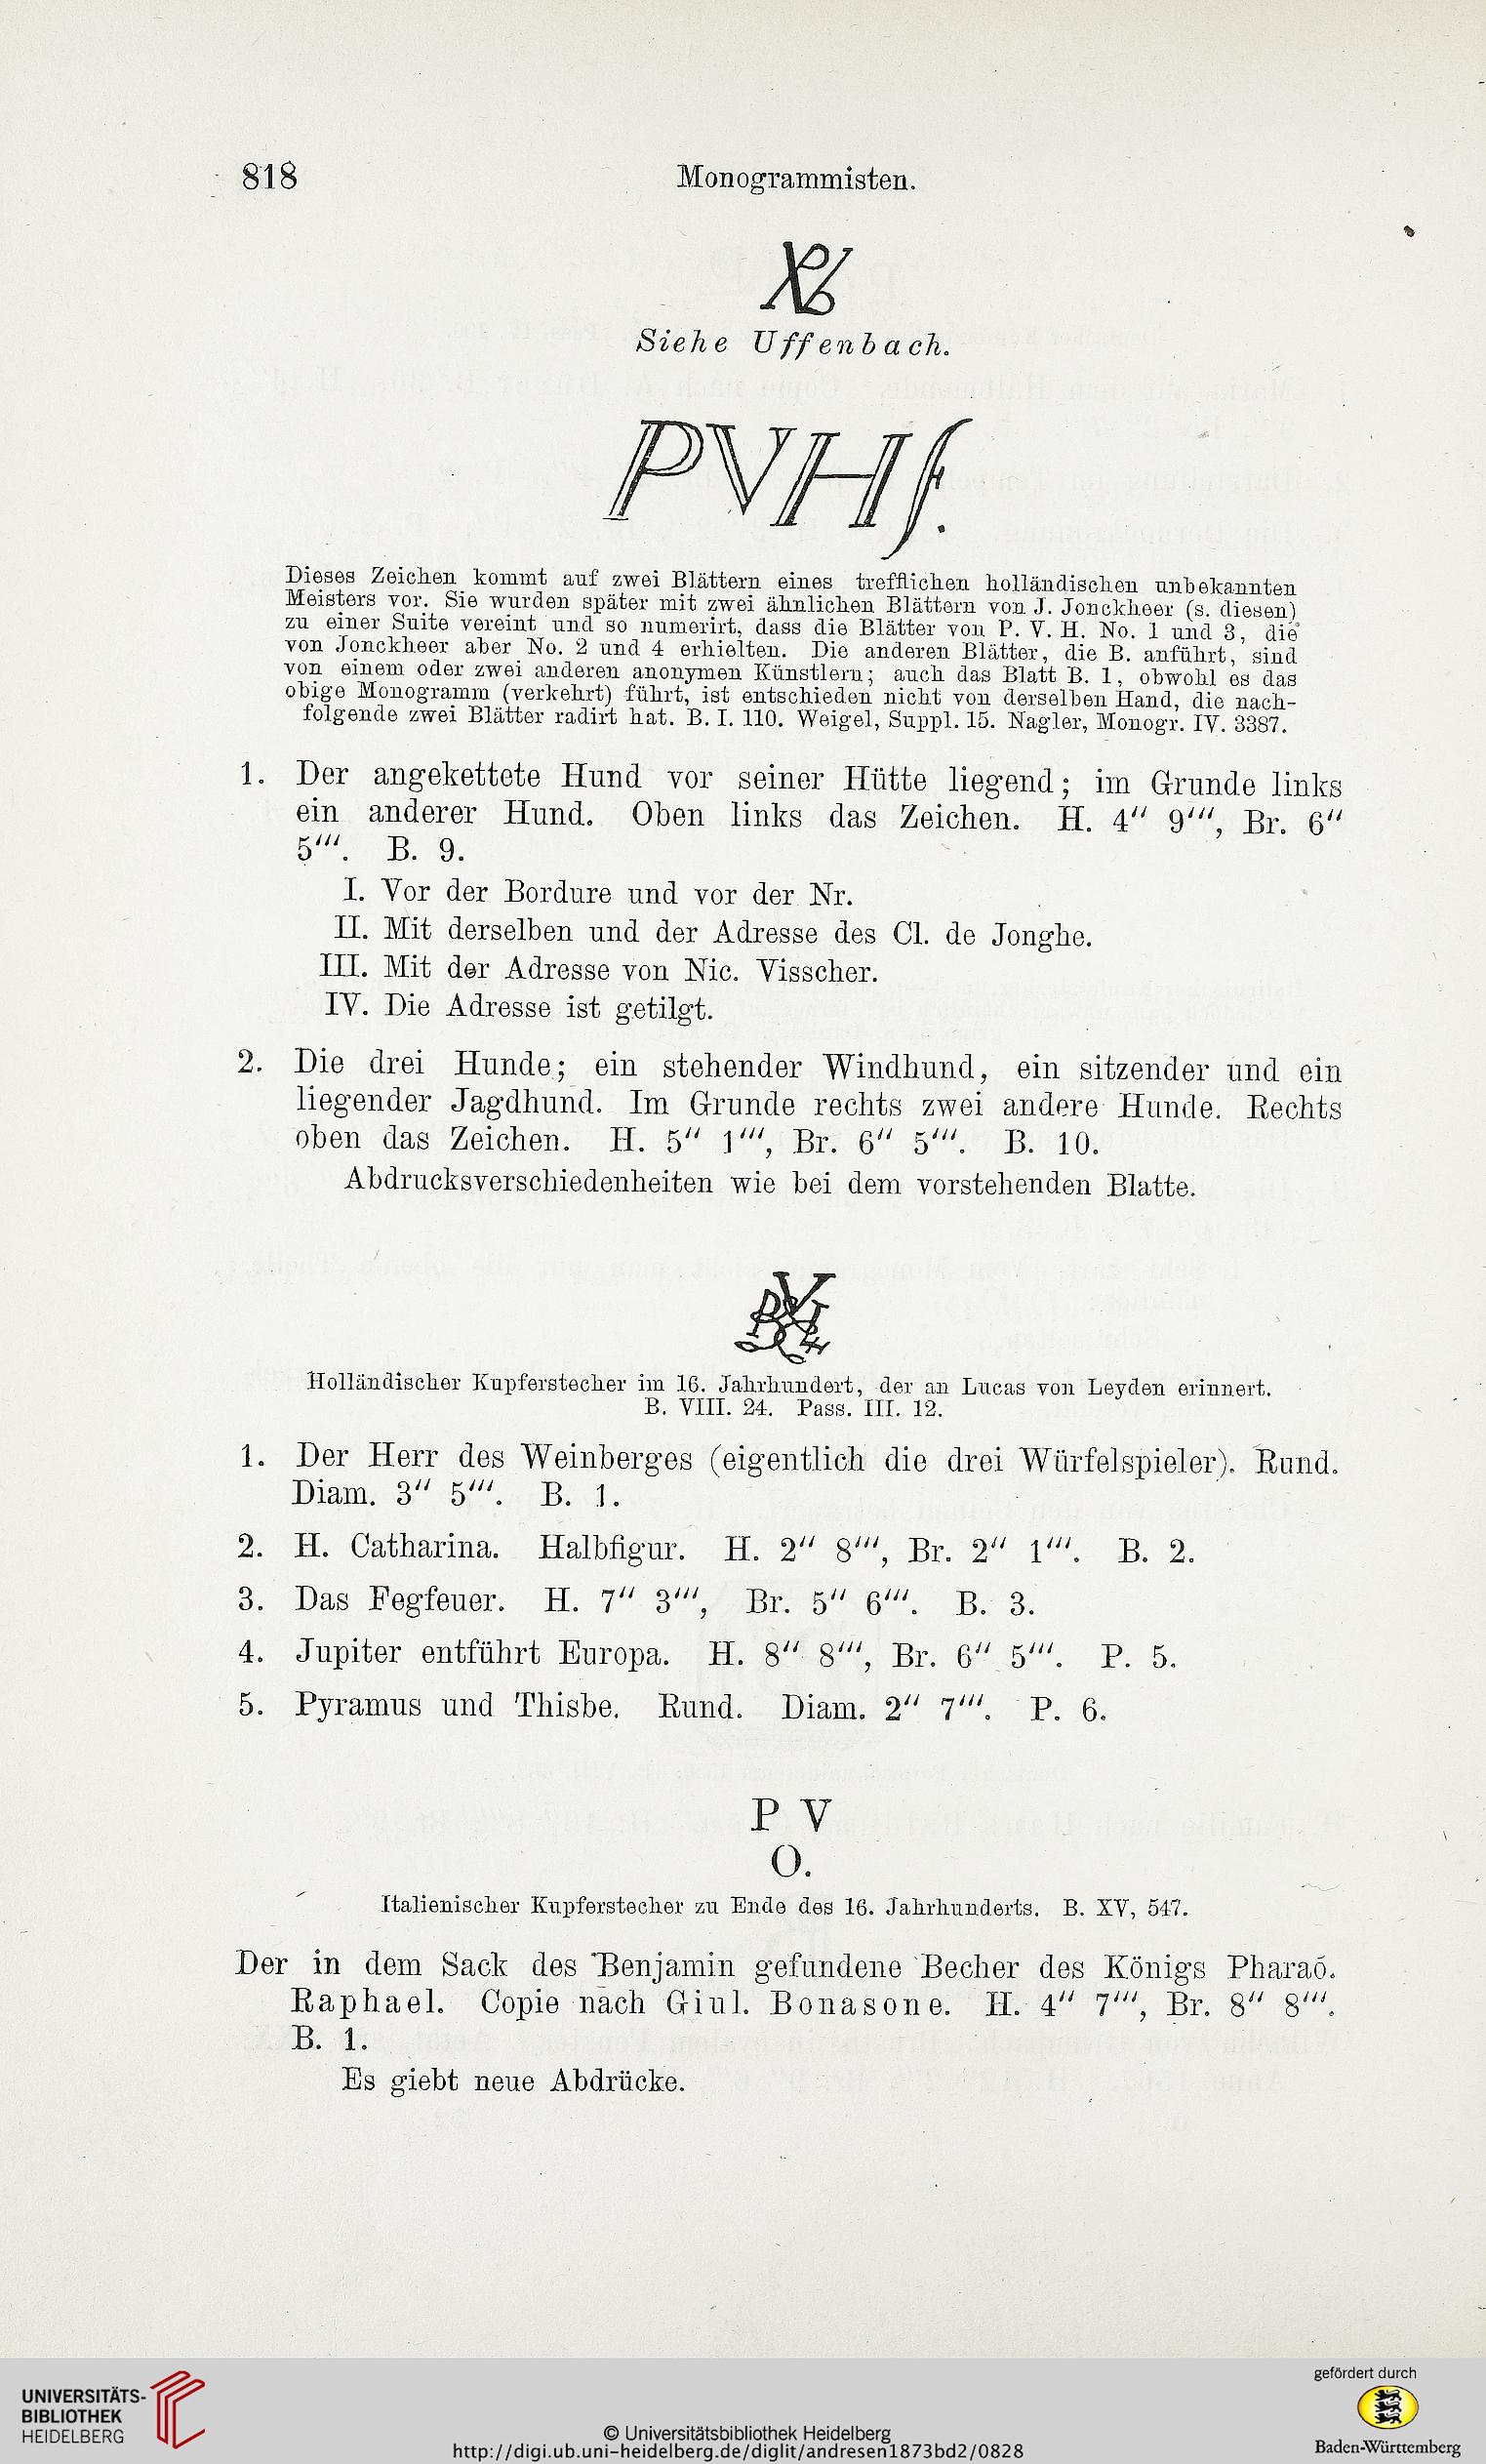 818
Monogrammisten.
Siehe Uffenbach.
PVHf.
Dieses Zeichen kommt auf zwei Blättern eines trefflichen holländischen unbekannten
Meisters vor. Sie wurden später mit zwei ähnlichen Blättern von J. Jonckheer (s. diesen)
zu einer Suite vereint und so numerirt, dass die Blätter von P. V. H. No. 1 und 3, die
von Jonckheer aber No. 2 und 4 erhielten. Die anderen Blätter, die B. anführt, sind
von einem oder zwei anderen anonymen Künstlern; auch das Blatt B. 1, obwohl es das
obige Monogramm (verkehrt) führt, ist entschieden nicht von derselben Hand, die nach-
folgende zwei Blätter radirt hat. B. I. 110. Weigel, Suppl. 15. Nagler, Monogr. IV. 3387.
1. Der angekettete Hund vor seiner Hütte liegend; im Grunde links
ein anderer Hund. Oben links das Zeichen. H. 4″ 9‴, Br. 6″
5‴. B. 9.
I. Vor der Bordure und vor der Nr.
II. Mit derselben und der Adresse des Cl. de Jonghe.
III. Mit der Adresse von Nic. Visscher.
IV. Die Adresse ist getilgt.
2. Die drei Hunde; ein stehender Windhund, ein sitzender und ein
liegender Jagdhund. Im Grunde rechts zwei andere Hunde. Rechts
oben das Zeichen. H. 5″ 1‴, Br. 6″ 5‴. B. 10.
Abdrucksverschiedenheiten wie bei dem vorstehenden Blatte.
Holländischer Kupferstecher im 16. Jahrhundert, der an Lucas von Leyden erinnert.
B. VIII. 24. Pass. III. 12.
1. Der Herr des Weinberges (eigentlich die drei Würfelspieler). Rund.
Diam. 3″ 5‴. B. 1.
2. H. Catharina. Halbfigur. H. 2″ 8‴, Br. 2″ 1‴. B. 2.
3. Das Fegfeuer. H. 7″ 3‴, Br. 5″ 6‴. B. 3.
4. Jupiter entführt Europa. H. 8″ 8‴, Br. 6″ 5‴. P. 5.
5. Pyramus und Thisbe. Rund. Diam. 2″ 7‴. P. 6.
P V
O.
Italienischer Kupferstecher zu Ende des 16. Jahrhunderts. B. XV, 547.
Der in dem Sack des Benjamin gefundene Becher des Königs Pharao.
Raphael. Copie nach Giul. Bonasone. H. 4″ 7‴, Br. 8″ 8‴.
B. 1.
Es giebt neue Abdrücke.
UNIVERSITÄTS-
BIBLIOTHEK
HEIDELBERG
© Universitätsbibliothek Heidelberg
http://digi.ub.uni-heidelberg.de/diglit/andresen1873bd2/0828
gefördert durch
Baden-Württemberg